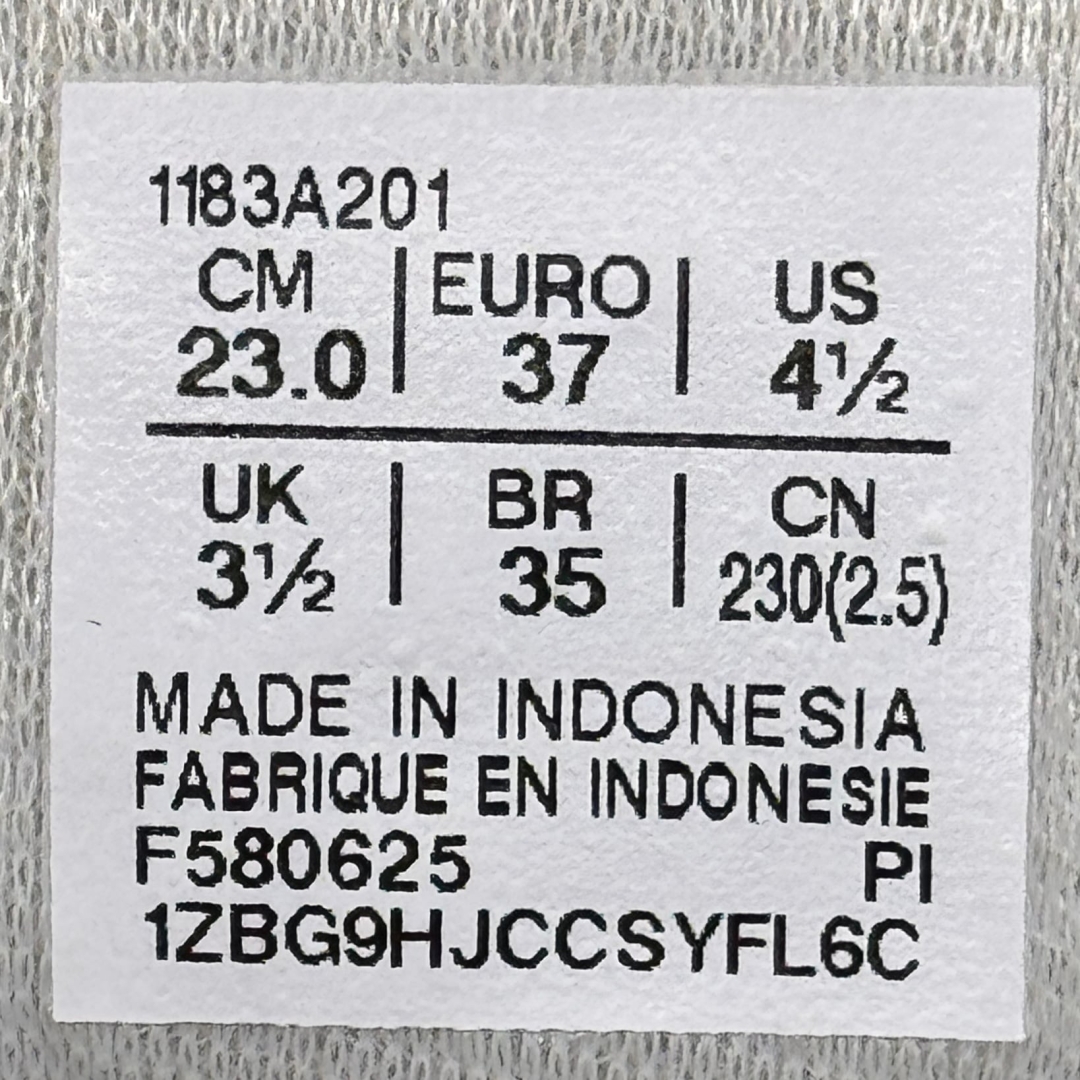 1183A201
CM | EURO | US
23.0 | 37 | 4½
UK | BR | CN
3½ | 35 | 230(2.5)
MADE IN INDONESIA
FABRIQUE EN INDONESIE
F580625 PI
1ZBG9HJCCSYFL6C